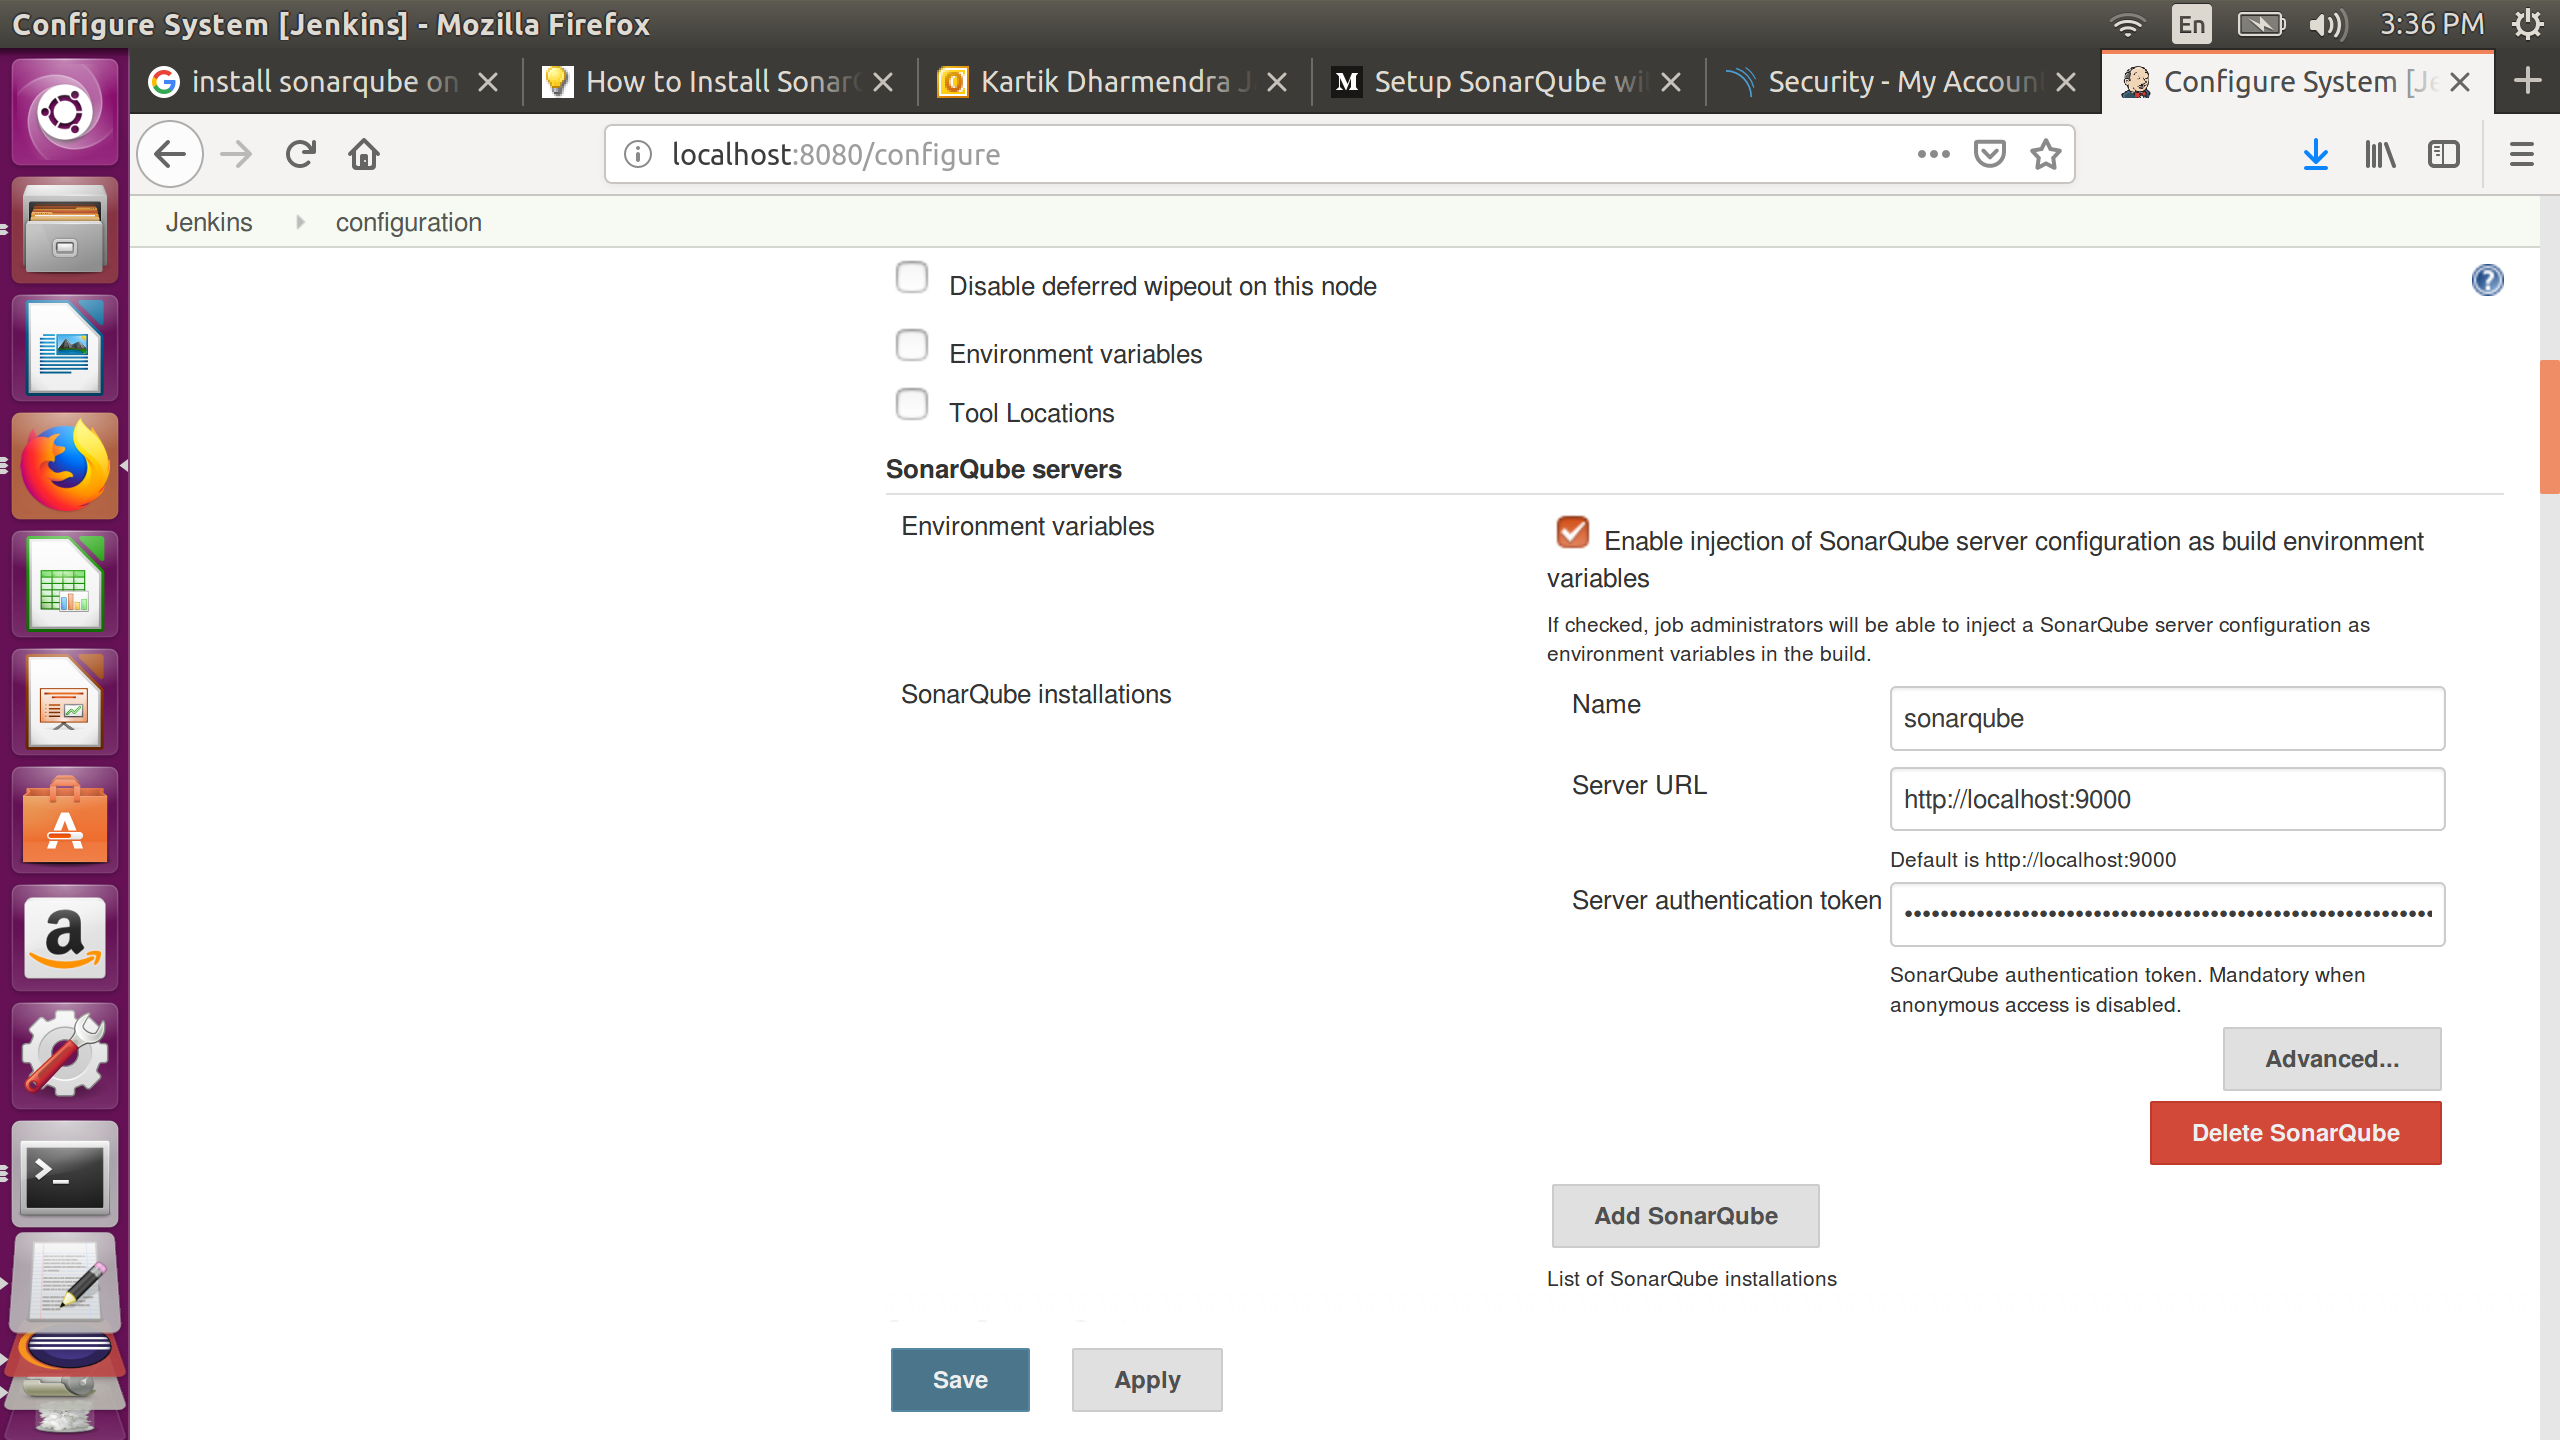 Configure System [Jenkins] - Mozilla Firefox
En
3:36 PM
install sonarqube on
How to Install Sonar
Kartik Dharmendra J
M
Setup SonarQube wi
Security - My Accoun
Configure System [Je
localhost:8080/configure
Jenkins
configuration
Disable deferred wipeout on this node
Environment variables
Tool Locations
SonarQube servers
Environment variables
Enable injection of SonarQube server configuration as build environment
variables
If checked, job administrators will be able to inject a SonarQube server configuration as
environment variables in the build.
SonarQube installations
Name
sonarqube
Server URL
http://localhost:9000
Default is http://localhost:9000
Server authentication token
SonarQube authentication token. Mandatory when
anonymous access is disabled.
Advanced...
Delete SonarQube
Add SonarQube
List of SonarQube installations
Save
Apply